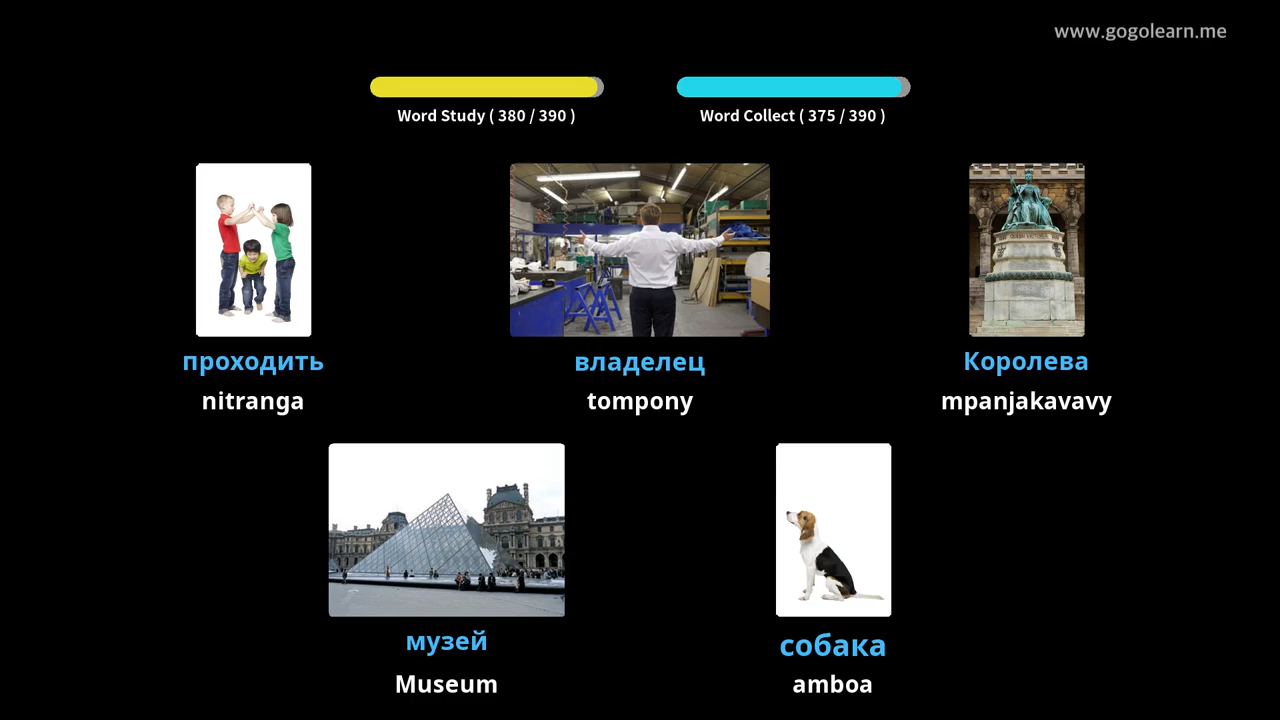 www.gogolearn.me
Word Study ( 380 / 390 )
Word Collect ( 375 / 390 )
проходить
nitranga
владелец
tompony
Королева
mpanjakavavy
музей
Museum
собака
amboa